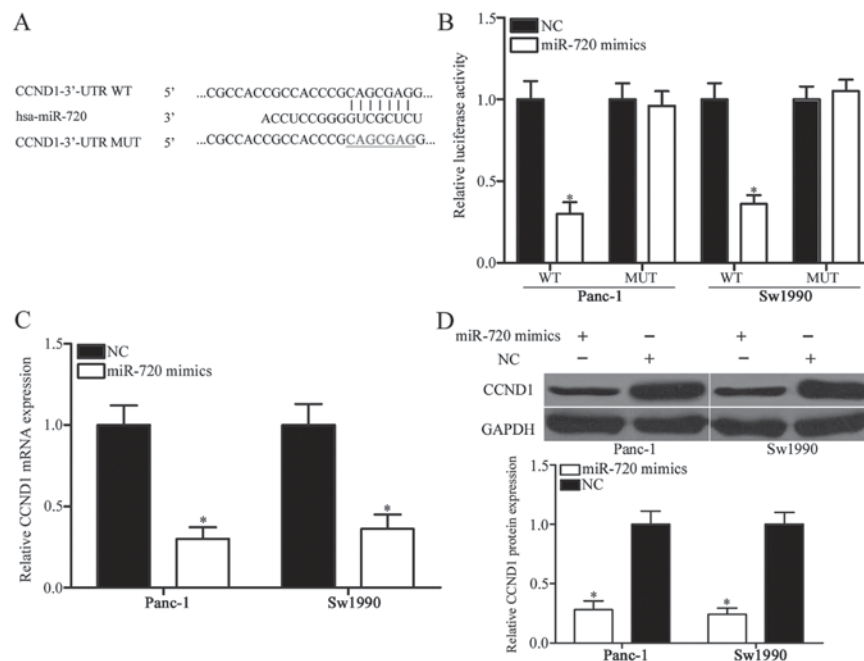 A
CCND1-3'-UTR WT 5' ...CGCCACCGCCACCCGCAGCGAGG...
hsa-miR-720 3' ACCUCCGGGGUCGCUCU
CCND1-3'-UTR MUT 5' ...CGCCACCGCCACCCGCAGCGAGG...
B
Relative luciferase activity
1.5
1.0
0.5
0.0
NC
miR-720 mimics
*
*
WT MUT WT MUT
Panc-1 Sw1990
C
Relative CCND1 mRNA expression
1.5
1.0
0.5
0.0
NC
miR-720 mimics
*
*
Panc-1 Sw1990
D
miR-720 mimics + − + −
NC − + − +
CCND1
GAPDH
Panc-1 Sw1990
Relative CCND1 protein expression
1.5
1.0
0.5
0.0
miR-720 mimics
NC
*
*
Panc-1 Sw1990